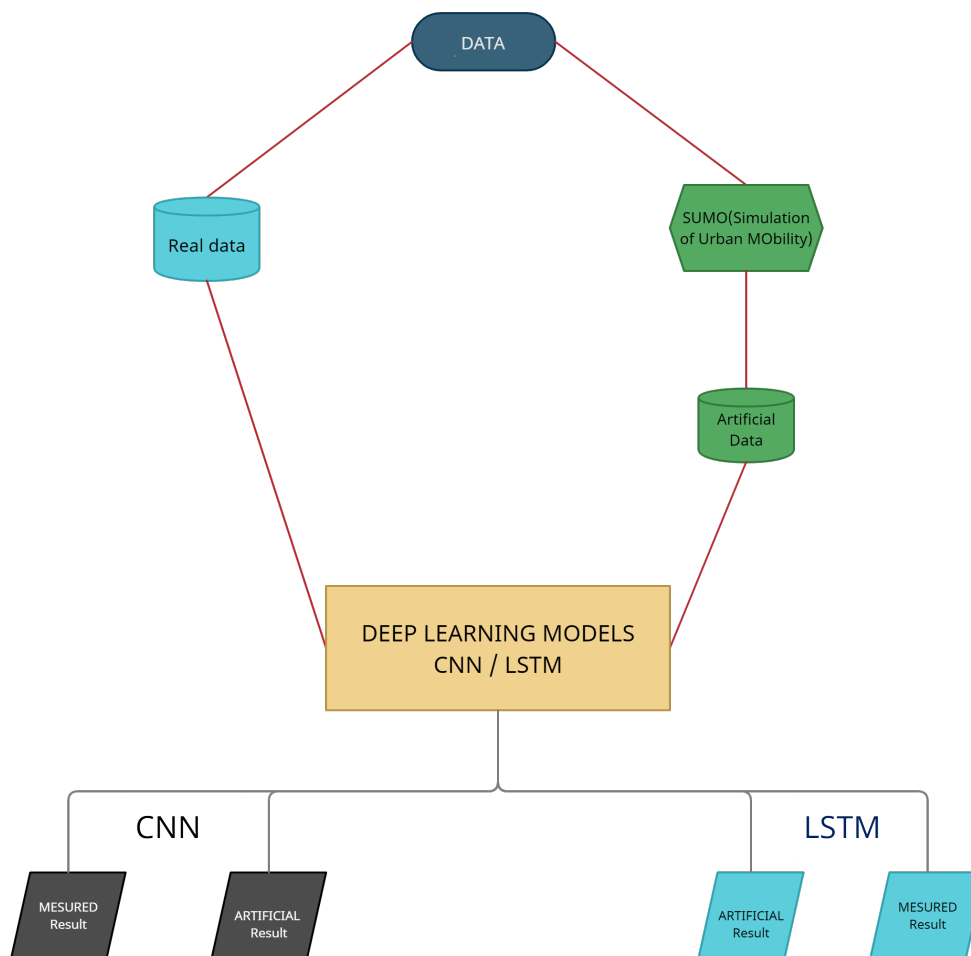 DATA
Real data
SUMO(Simulation
of Urban MObility)
Artificial
Data
DEEP LEARNING MODELS
CNN / LSTM
CNN
LSTM
MESURED
Result
ARTIFICIAL
Result
ARTIFICIAL
Result
MESURED
Result